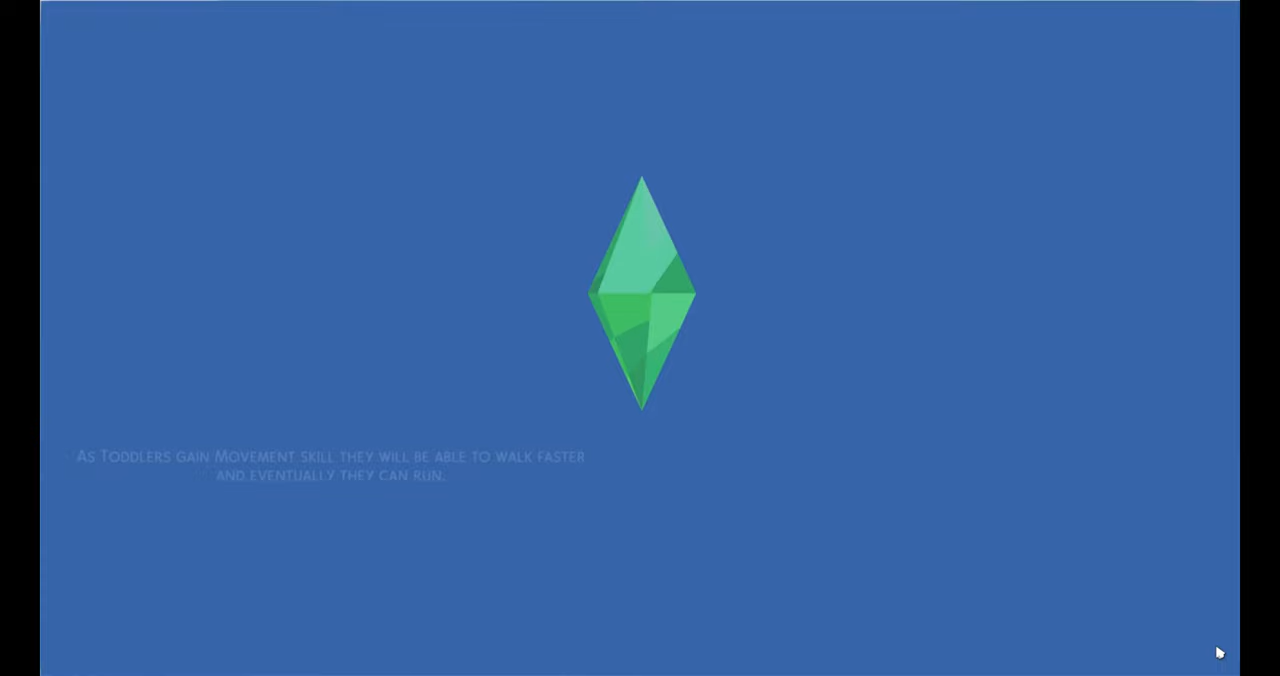 As Toddlers gain Movement skill they will be able to walk faster
and eventually they can run.